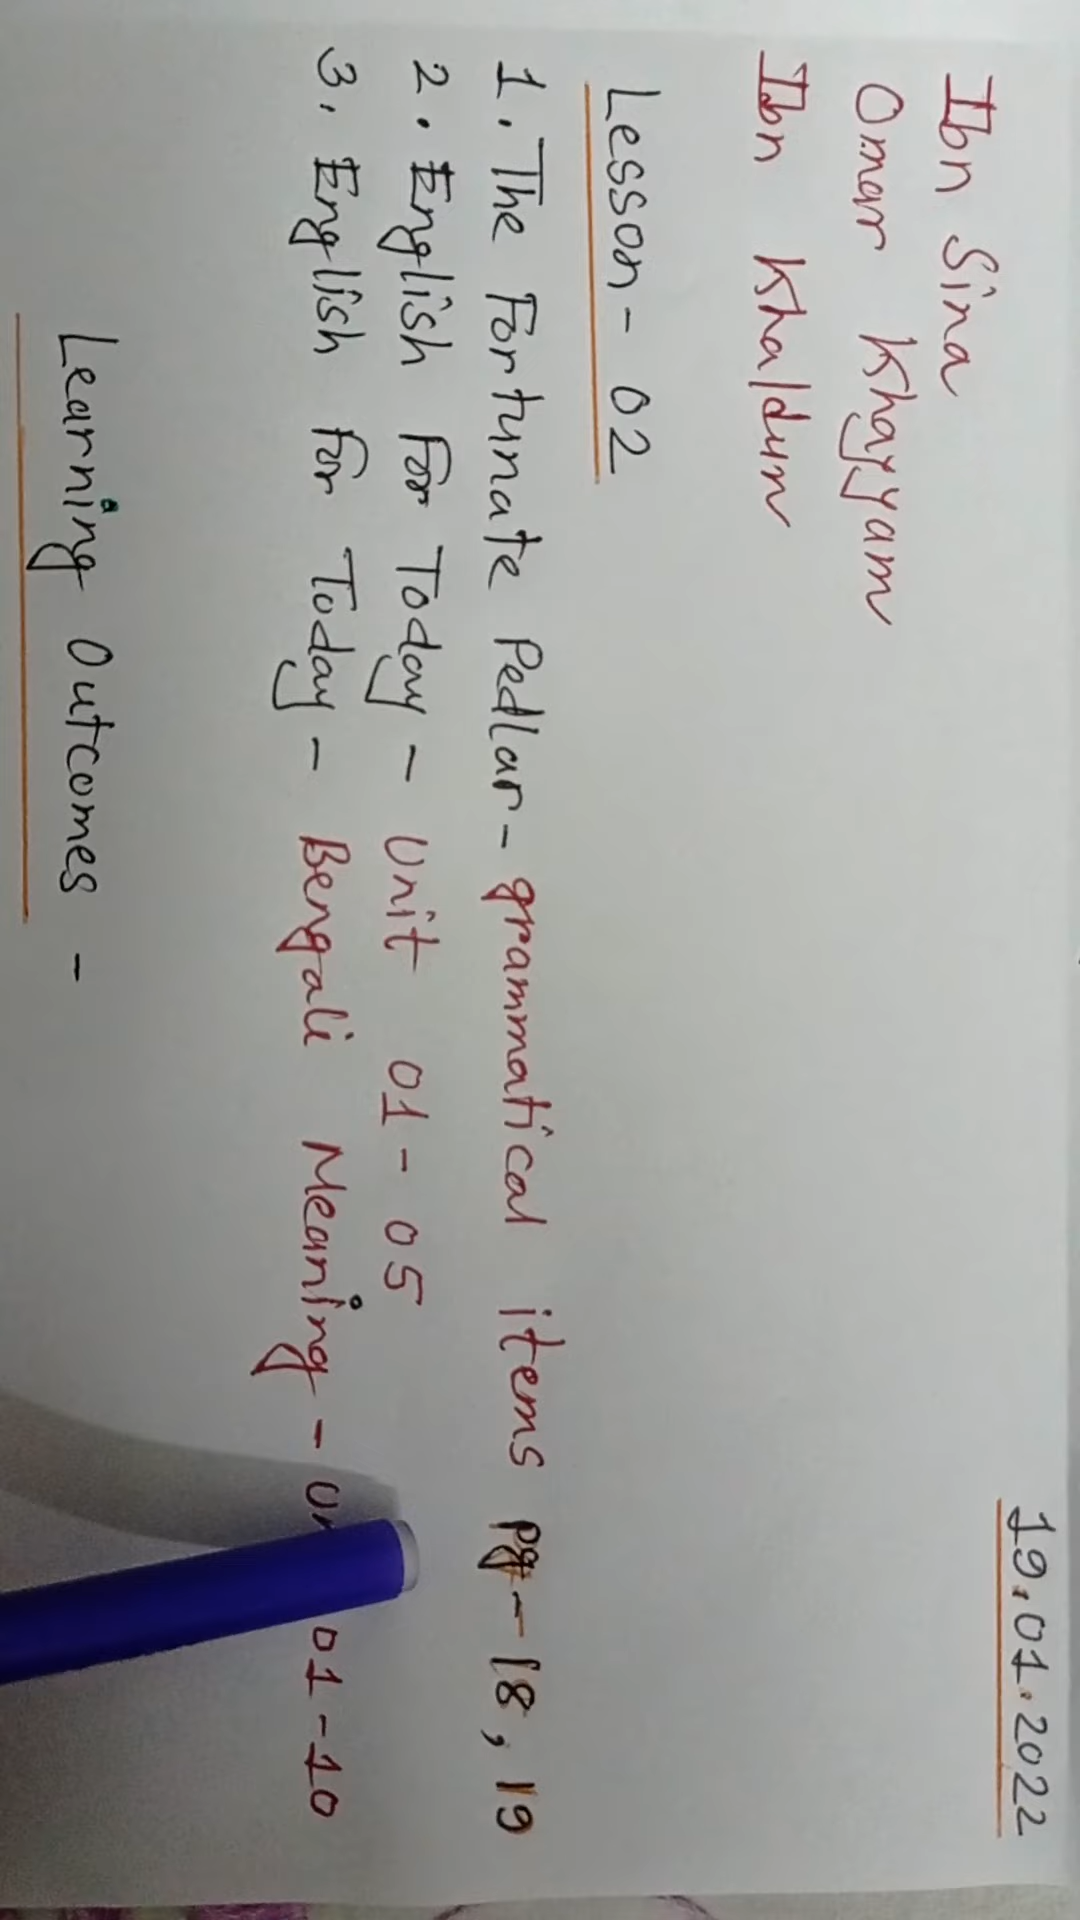 19.01.2022
Ibn Sina
Omar Khayyam
Ibn Khaldun
Lesson - 02
1. The Fortunate Pedlar - grammatical items pg - 18, 19
2. English For Today - Unit 01 - 05
3. English For Today - Bengali Meaning - 01 - 10
Learning Outcomes -